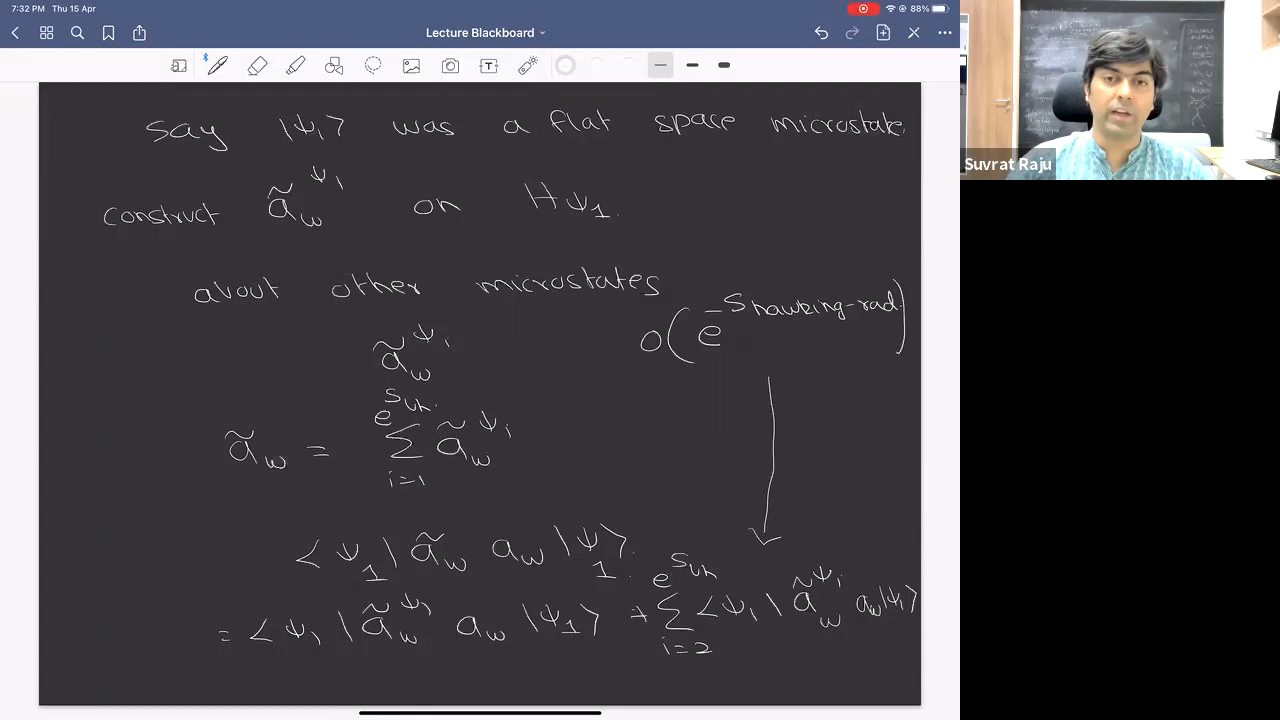 7:32 PM Thu 15 Apr
88%
Lecture Blackboard
Suvrat Raju
say |ψ₁⟩ was a flat space microstate.
construct ã_ω^ψ₁ on Hψ₁.
about other microstates
O(e^-S hawking-rad.)
ã_ω^ψᵢ
ã_ω = Σ_{i=1}^{e^S_bh.} ã_ω^ψᵢ
⟨ψ₁| ã_ω a_ω |ψ₁⟩.
= ⟨ψ₁| ã_ω^ψ₁ a_ω |ψ₁⟩ + Σ_{i=2}^{e^S_bh} ⟨ψ₁| ã_ω^ψᵢ a_ω|ψ₁⟩